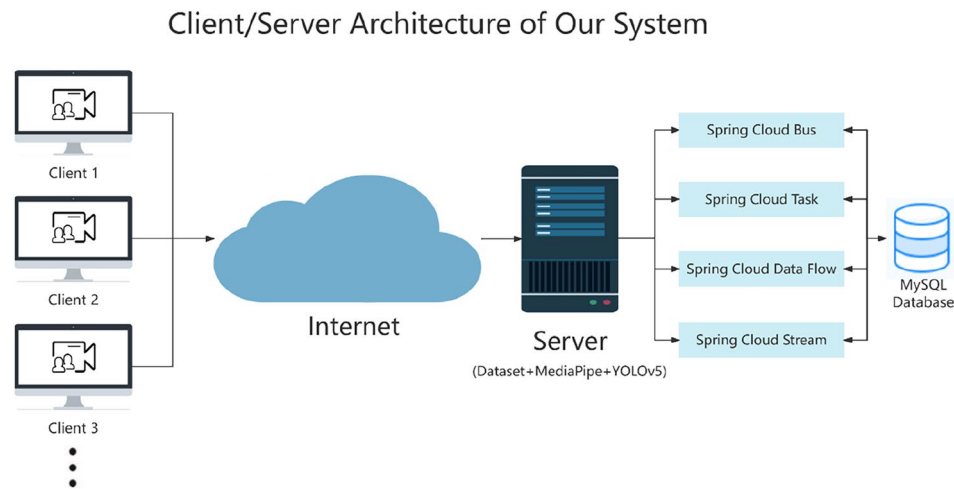 Client/Server Architecture of Our System
Client 1
Client 2
Client 3
Internet
Server
(Dataset+MediaPipe+YOLOv5)
Spring Cloud Bus
Spring Cloud Task
Spring Cloud Data Flow
Spring Cloud Stream
MySQL
Database